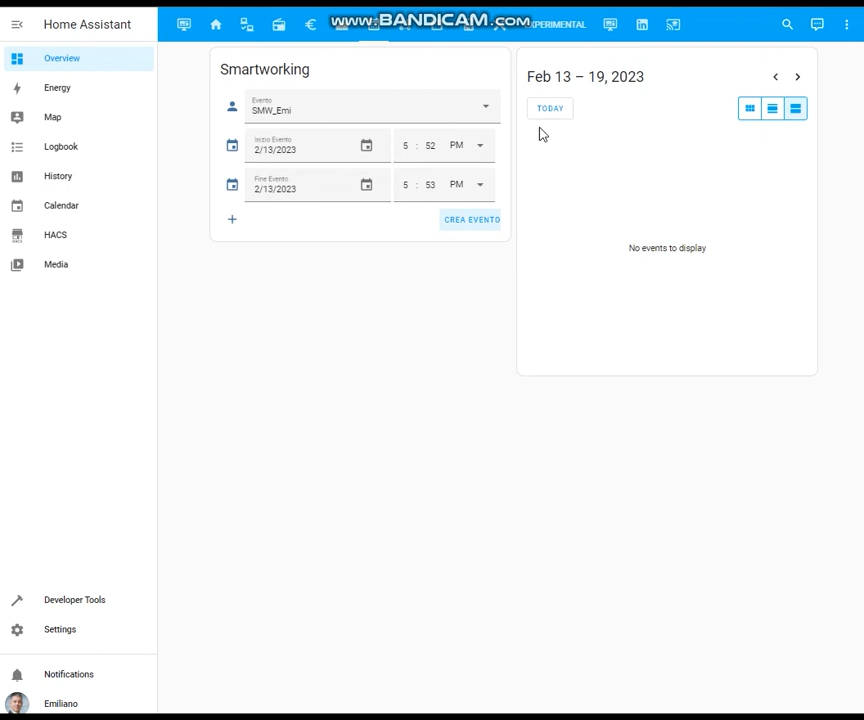 Home Assistant
www.BANDICAM.com
XPERIMENTAL
Overview
Energy
Map
Logbook
History
Calendar
HACS
Media
Developer Tools
Settings
Notifications
Emiliano
Smartworking
Evento
SMW_Emi
Inizio Evento
2/13/2023
5 : 52 PM
Fine Evento
2/13/2023
5 : 53 PM
CREA EVENTO
Feb 13 – 19, 2023
TODAY
No events to display